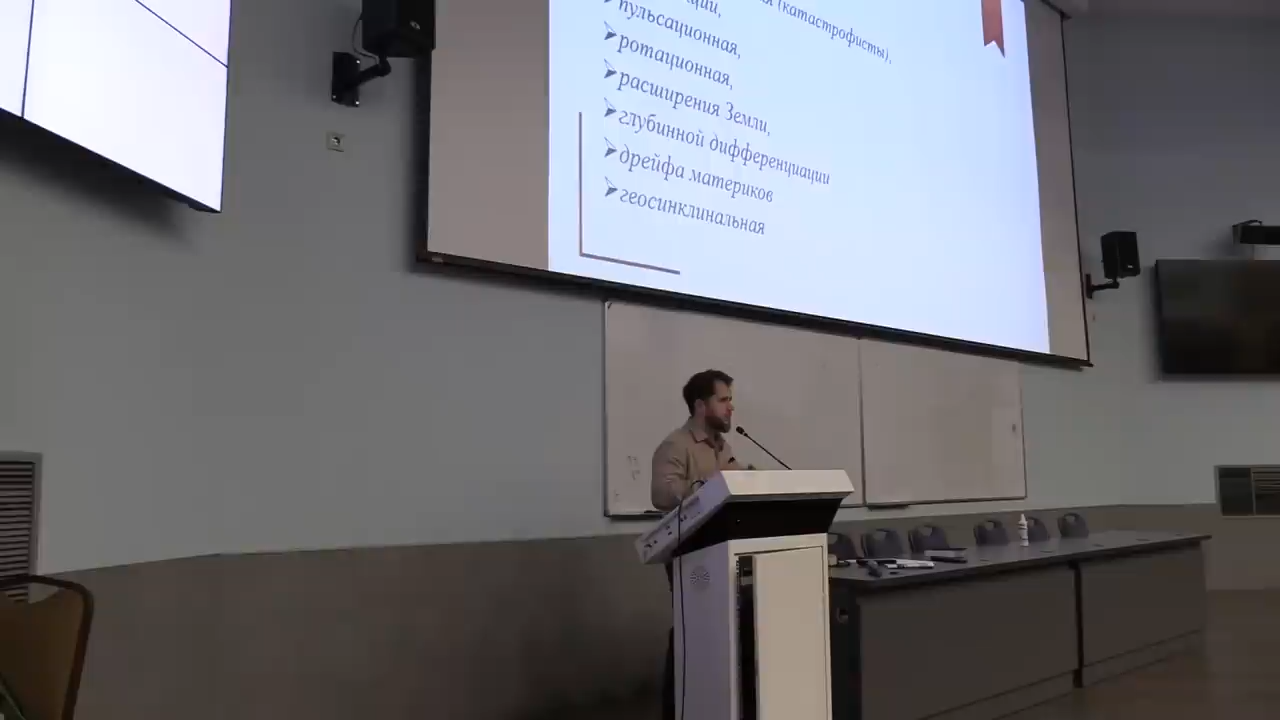 (катастрофисты),
пульсационная,
ротационная,
расширения Земли,
глубинной дифференциации
дрейфа материков
геосинклинальная